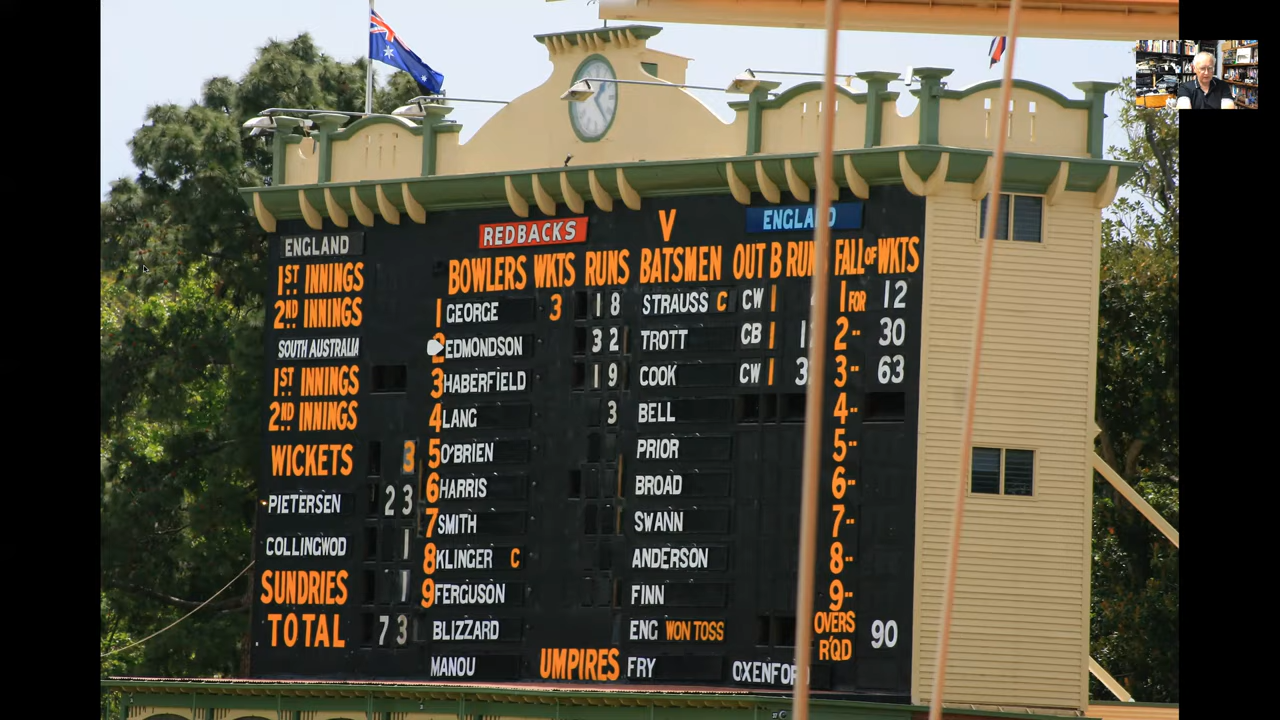 REDBACKS V ENGLAND
ENGLAND
1ST INNINGS
2ND INNINGS
SOUTH AUSTRALIA
1ST INNINGS
2ND INNINGS
WICKETS 3
PIETERSEN 23
COLLINGWOD 1
SUNDRIES 1
TOTAL 73
BOWLERS WKTS RUNS
1 GEORGE 3 18
2 EDMONDSON 32
3 HABERFIELD 19
4 LANG 3
5 O'BRIEN
6 HARRIS
7 SMITH
8 KLINGER C
9 FERGUSON
BLIZZARD
MANOU
BATSMEN OUT B RUNS FALL OF WKTS
STRAUSS C CW 1 1 FOR 12
TROTT CB 1 2 " 30
COOK CW 1 3 " 63
BELL 4 "
PRIOR 5 "
BROAD 6 "
SWANN 7 "
ANDERSON 8 "
FINN 9 "
ENG WON TOSS OVERS R'QD 90
UMPIRES FRY OXENFORD